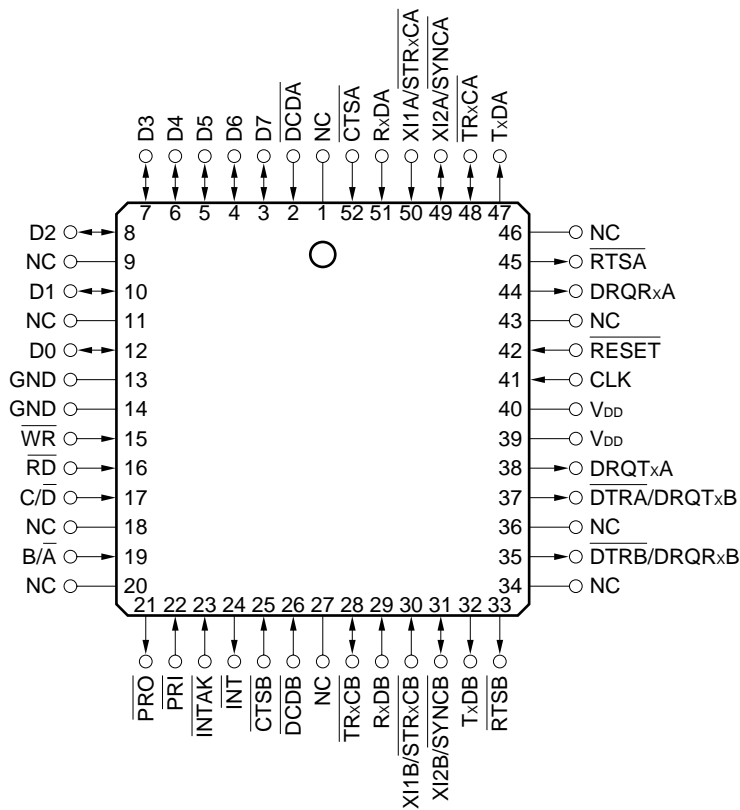 D3
D4
D5
D6
D7
DCDA
NC
CTSA
RxDA
XI1A/STRxCA
XI2A/SYNCA
TRxCA
TxDA
7 6 5 4 3 2 1 52 51 50 49 48 47
D2 8
NC 9
D1 10
NC 11
D0 12
GND 13
GND 14
WR 15
RD 16
C/D 17
NC 18
B/A 19
NC 20
46 NC
45 RTSA
44 DRQRxA
43 NC
42 RESET
41 CLK
40 VDD
39 VDD
38 DRQTxA
37 DTRA/DRQTxB
36 NC
35 DTRB/DRQRxB
34 NC
21 22 23 24 25 26 27 28 29 30 31 32 33
PRO
PRI
INTAK
INT
CTSB
DCDB
NC
TRxCB
RxDB
XI1B/STRxCB
XI2B/SYNCB
TxDB
RTSB